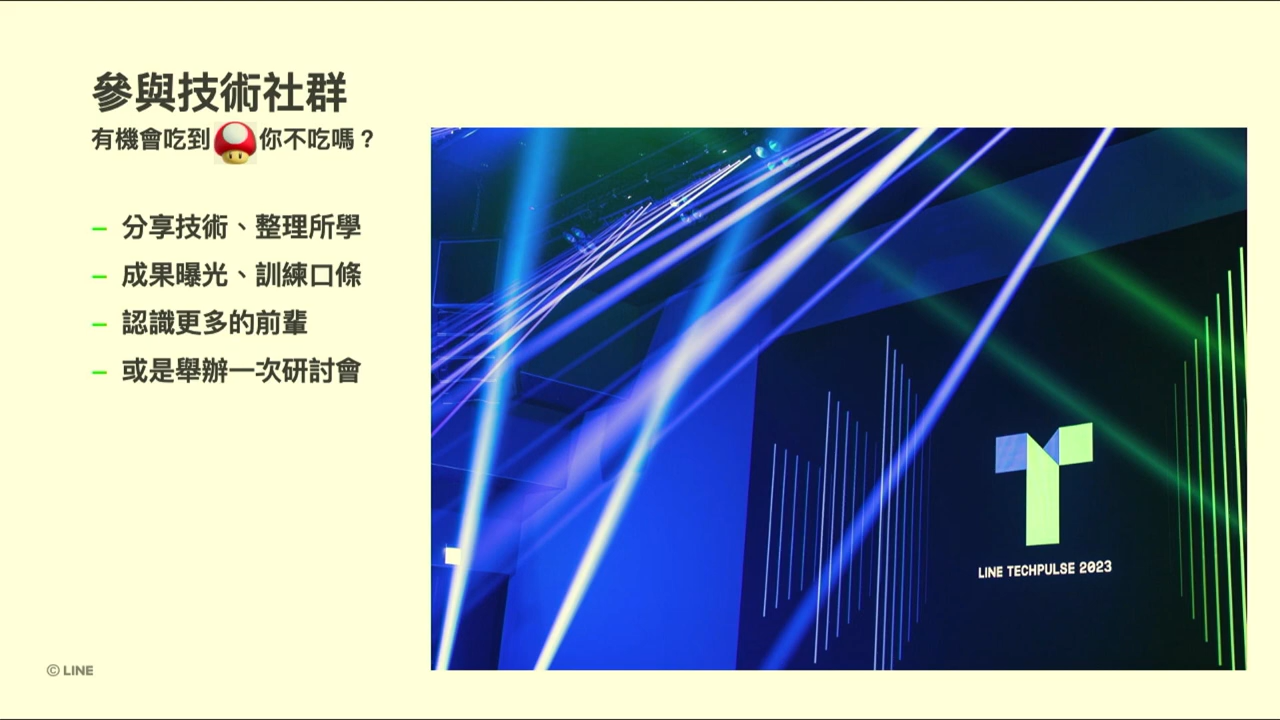 參與技術社群
有機會吃到你不吃嗎？
– 分享技術、整理所學
– 成果曝光、訓練口條
– 認識更多的前輩
– 或是舉辦一次研討會
LINE TECHPULSE 2023
© LINE